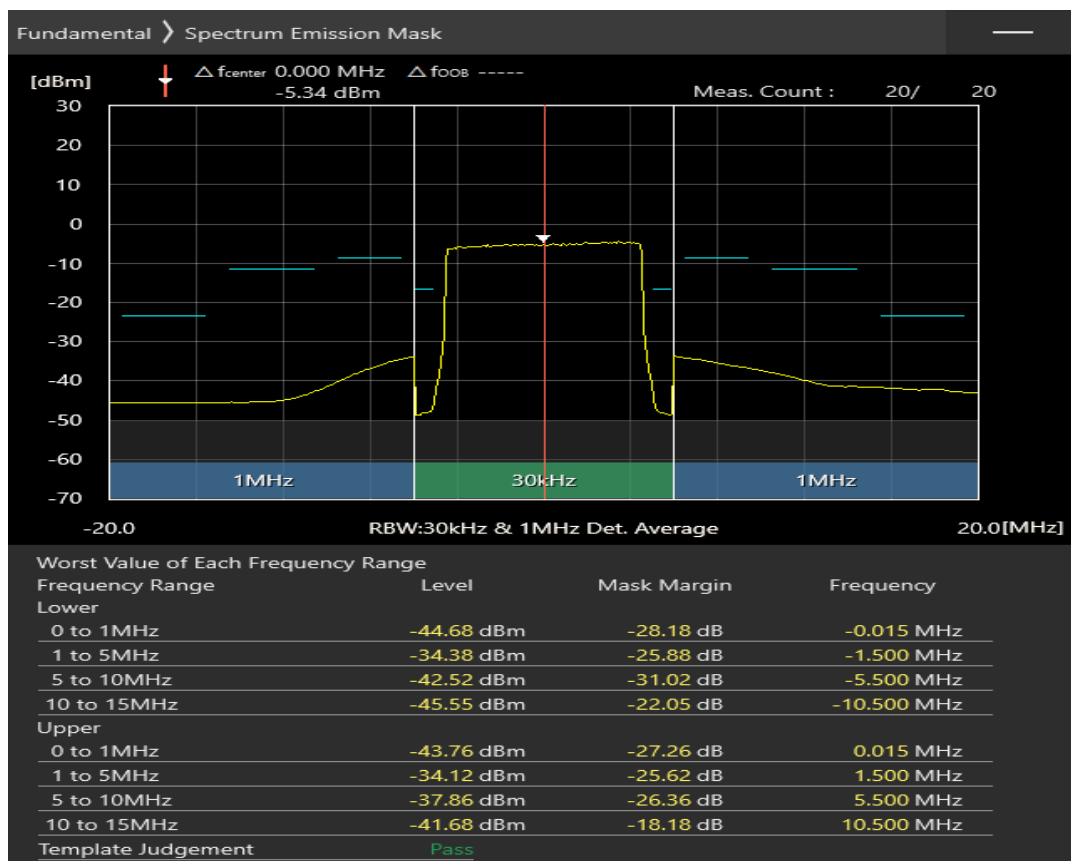 Fundamental ❯ Spectrum Emission Mask
△ fcenter 0.000 MHz △ fOOB -----
[dBm] -5.34 dBm Meas. Count : 20/ 20
30
20
10
0
-10
-20
-30
-40
-50
-60
1MHz 30kHz 1MHz
-70
-20.0 RBW:30kHz & 1MHz Det. Average 20.0[MHz]
Worst Value of Each Frequency Range
Frequency Range Level Mask Margin Frequency
Lower
0 to 1MHz -44.68 dBm -28.18 dB -0.015 MHz
1 to 5MHz -34.38 dBm -25.88 dB -1.500 MHz
5 to 10MHz -42.52 dBm -31.02 dB -5.500 MHz
10 to 15MHz -45.55 dBm -22.05 dB -10.500 MHz
Upper
0 to 1MHz -43.76 dBm -27.26 dB 0.015 MHz
1 to 5MHz -34.12 dBm -25.62 dB 1.500 MHz
5 to 10MHz -37.86 dBm -26.36 dB 5.500 MHz
10 to 15MHz -41.68 dBm -18.18 dB 10.500 MHz
Template Judgement Pass